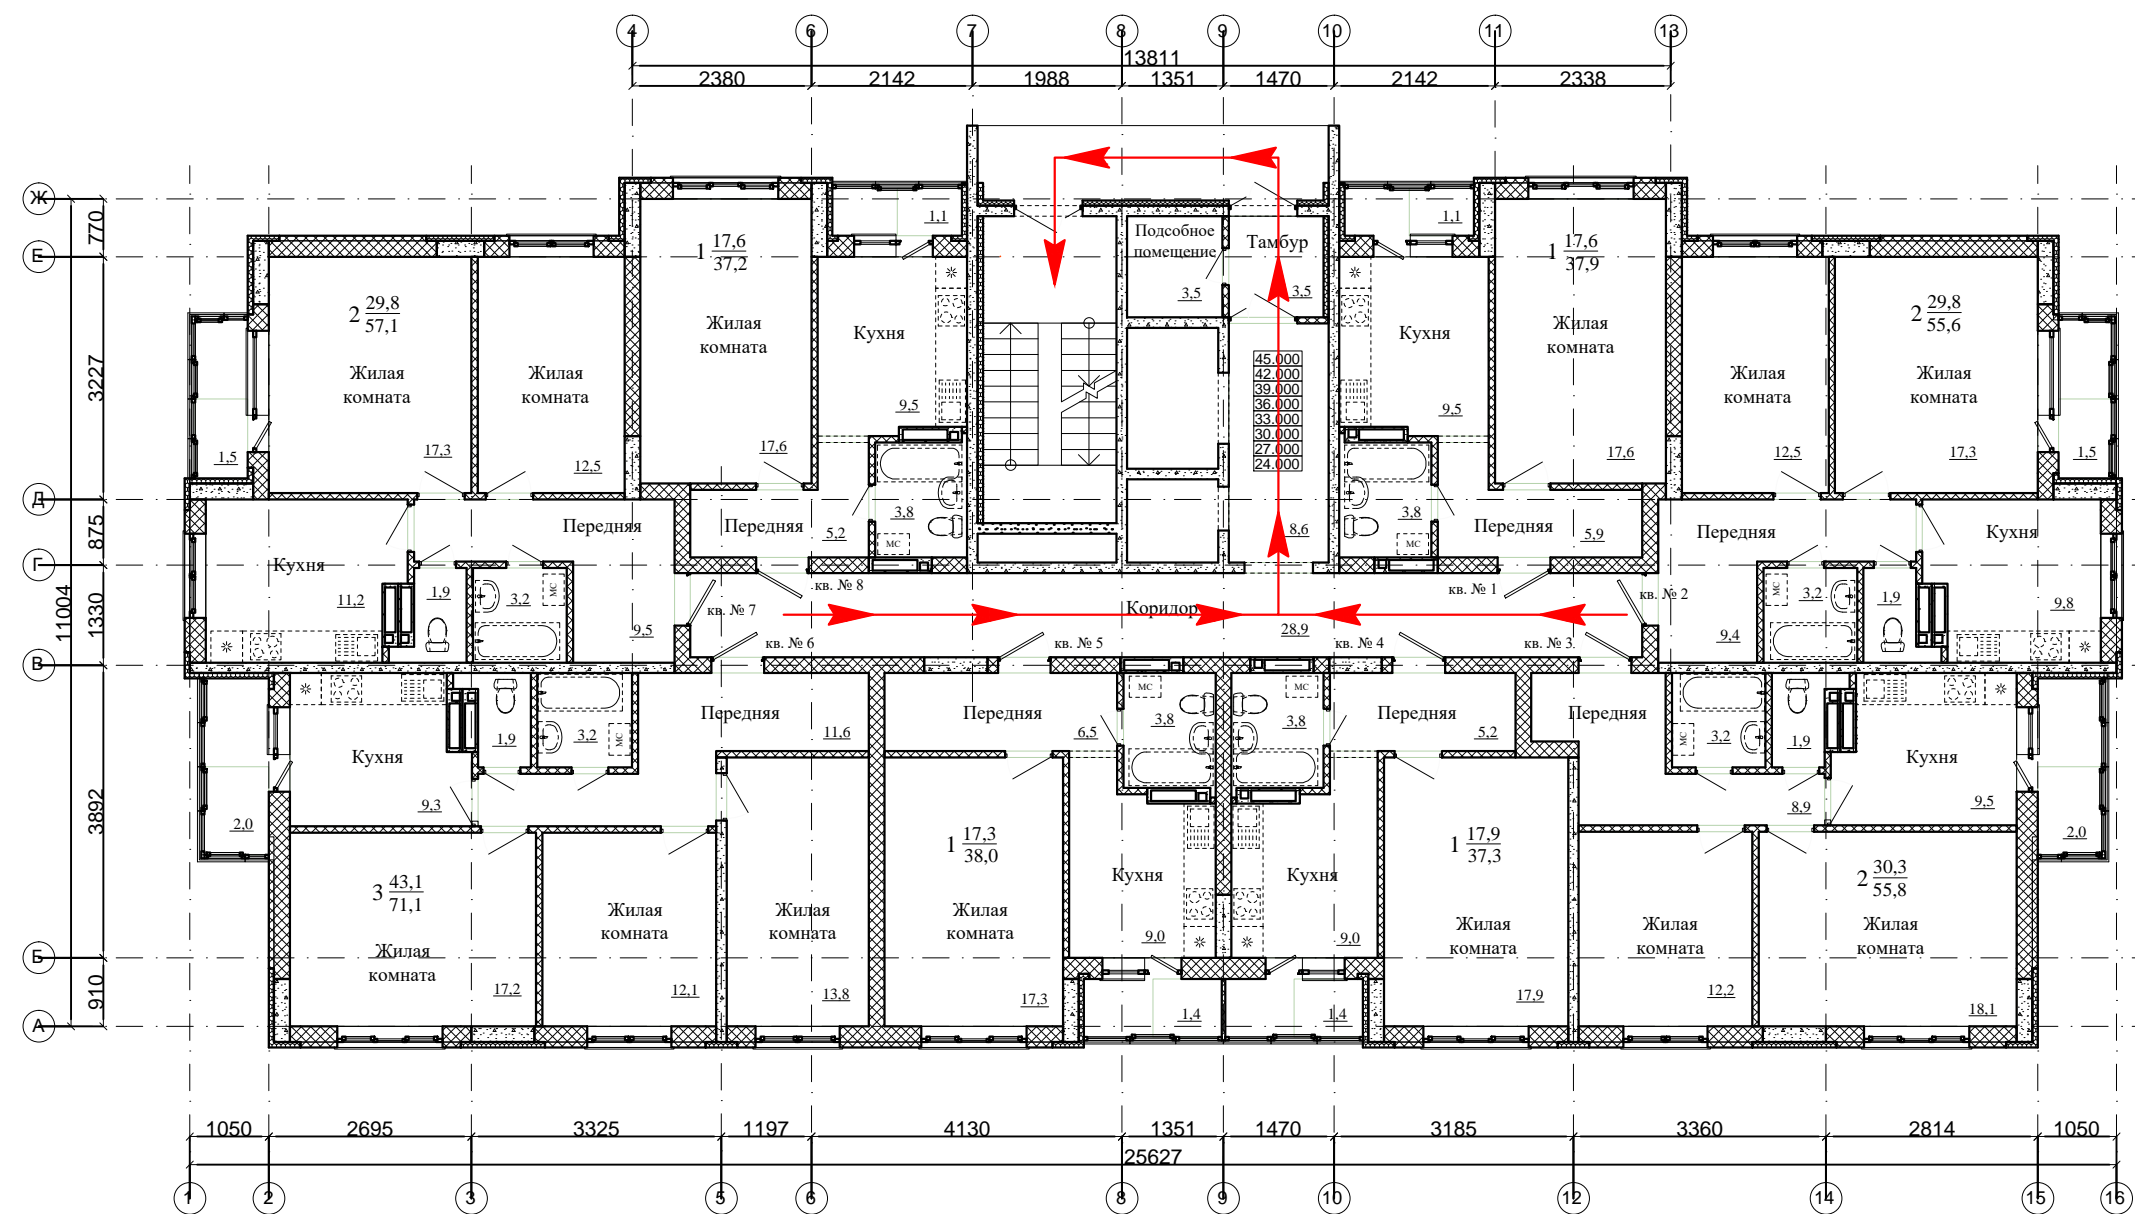 4 6 7 8 9 10 11 13
13811
2380 2142 1988 1351 1470 2142 2338
Ж
Е
Д
Г
В
Б
А
770
3227
875
1330
3892
910
11004
1,1
1,1
Подсобное
помещение
3,5
Тамбур
3,5
1 17,6
37,2
1 17,6
37,9
2 29,8
57,1
2 29,8
55,6
Жилая
комната
17,3
Жилая
комната
12,5
Жилая
комната
17,6
Кухня
9,5
45.000
42.000
39.000
36.000
33.000
30.000
27.000
24.000
Кухня
9,5
Жилая
комната
17,6
Жилая
комната
12,5
Жилая
комната
17,3
1,5
1,5
Передняя
9,5
Передняя
5,2
3,8
МС
8,6
3,8
МС
Передняя
5,9
Передняя
9,4
Кухня
9,8
Кухня
11,2
1,9
3,2
МС
МС
3,2
1,9
кв. № 8
кв. № 7
кв. № 6
кв. № 5
Коридор
28,9
кв. № 1
кв. № 2
кв. № 4
кв. № 3
Кухня
9,3
1,9
3,2
МС
Передняя
11,6
Передняя
6,5
МС
3,8
МС
3,8
Передняя
5,2
Передняя
8,9
МС
3,2
1,9
Кухня
9,5
2,0
2,0
3 43,1
71,1
1 17,3
38,0
1 17,9
37,3
2 30,3
55,8
Жилая
комната
17,2
Жилая
комната
12,1
Жилая
комната
13,8
Жилая
комната
17,3
Кухня
9,0
Кухня
9,0
Жилая
комната
17,9
Жилая
комната
12,2
Жилая
комната
18,1
1,4
1,4
1050 2695 3325 1197 4130 1351 1470 3185 3360 2814 1050
25627
1 2 3 5 6 8 9 10 12 14 15 16